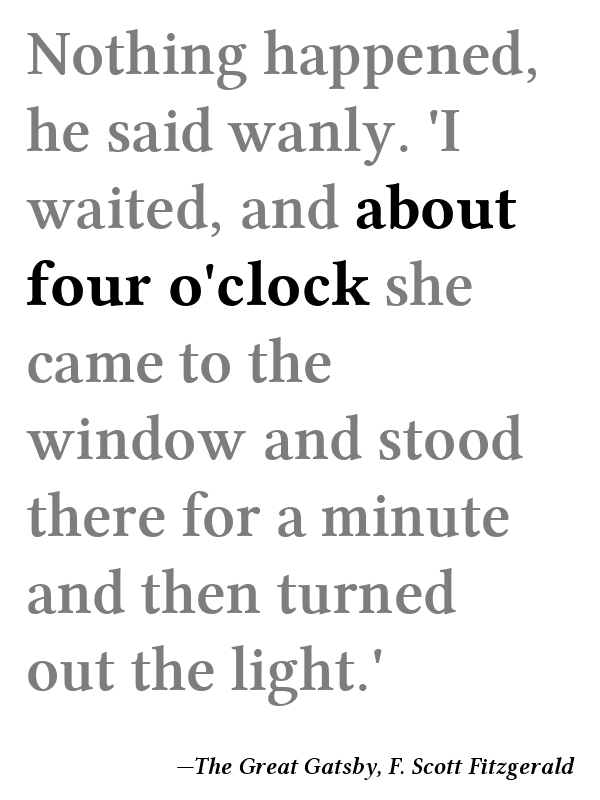 Nothing happened,
he said wanly. 'I
waited, and about
four o'clock she
came to the
window and stood
there for a minute
and then turned
out the light.'
—The Great Gatsby, F. Scott Fitzgerald